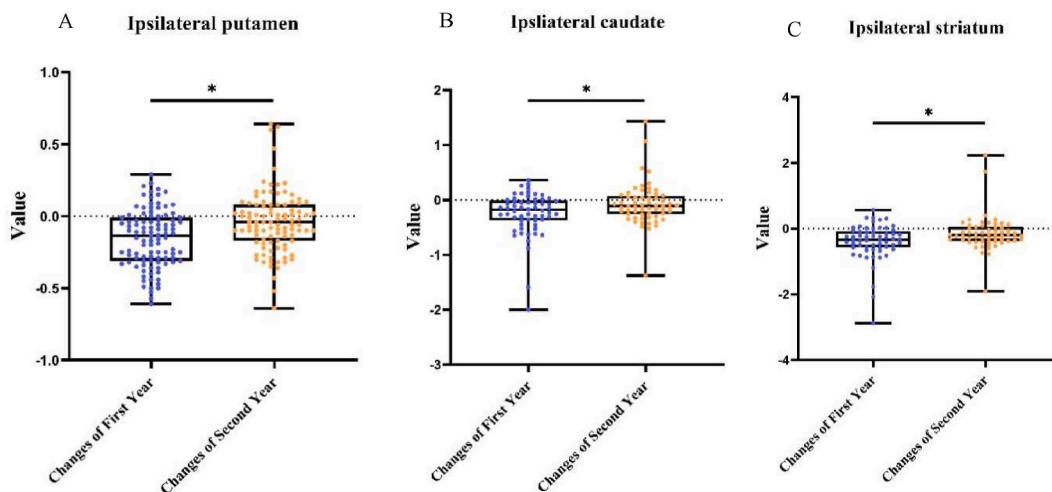 A
Ipsilateral putamen
*
1.0
0.5
0.0
-0.5
-1.0
Value
Changes of First Year
Changes of Second Year
B
Ipsliateral caudate
*
2
1
0
-1
-2
-3
Value
Changes of First Year
Changes of Second Year
C
Ipsilateral striatum
*
4
2
0
-2
-4
Value
Changes of First Year
Changes of Second Year